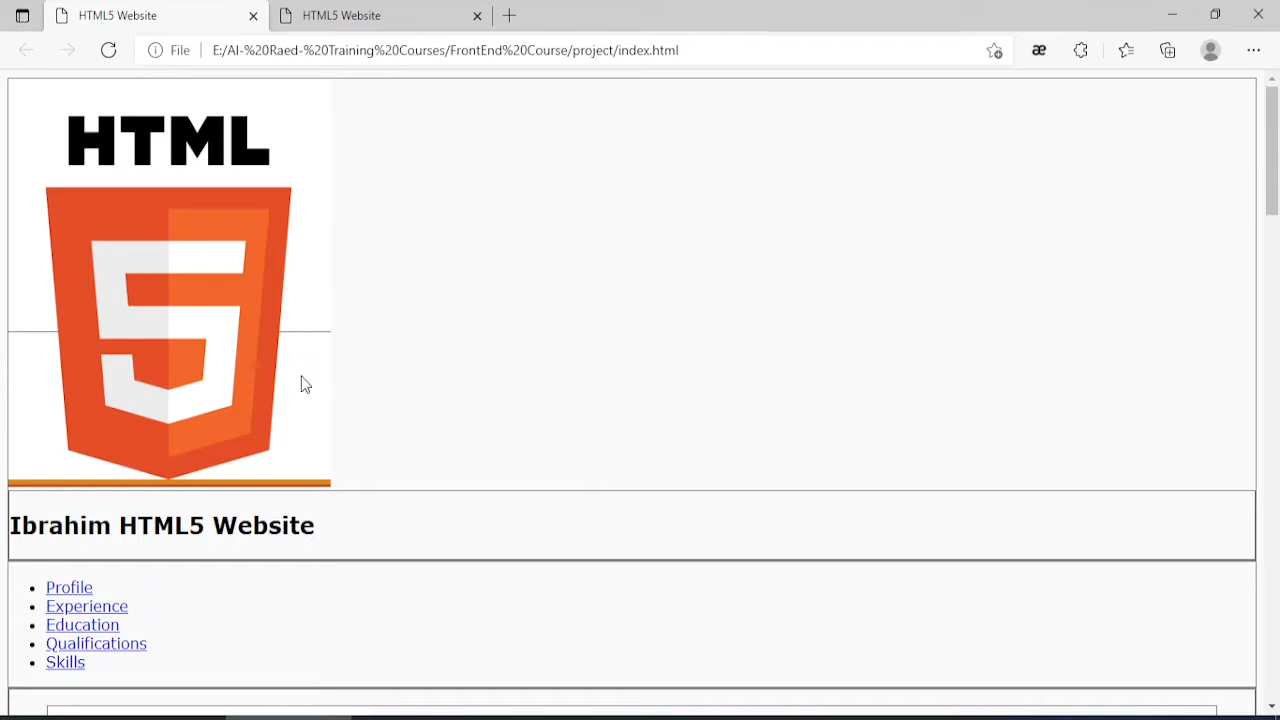 HTML5 Website
HTML5 Website
File
E:/Al-%20Raed-%20Training%20Courses/FrontEnd%20Course/project/index.html
HTML
5
Ibrahim HTML5 Website
Profile
Experience
Education
Qualifications
Skills